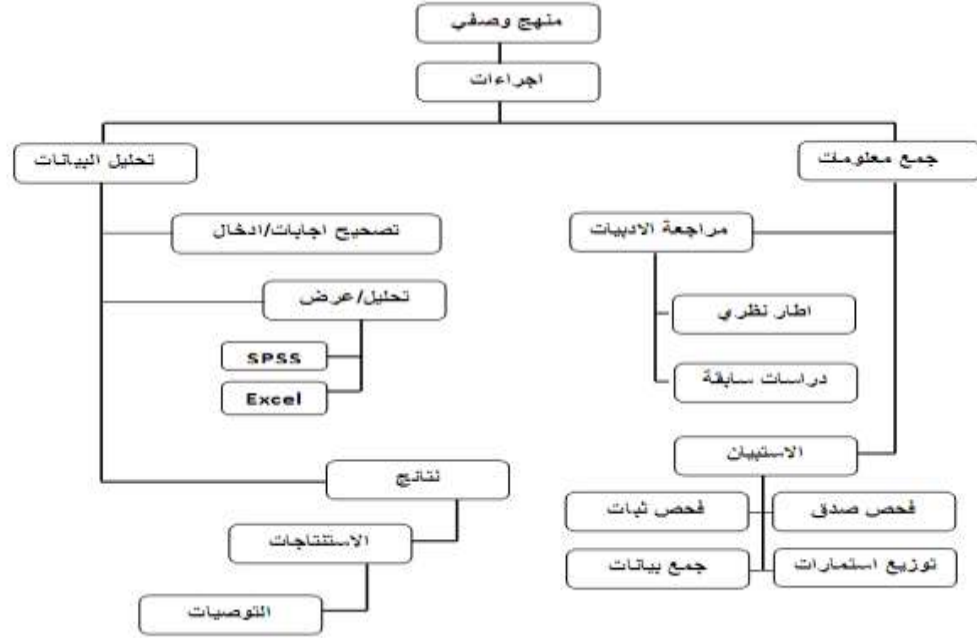 منهج وصفي
اجراءات
جمع معلومات
تحليل البيانات
مراجعة الادبيات
تصحيح اجابات/ادخال
اطار نظري
تحليل/عرض
SPSS
دراسات سابقة
Excel
الاستبيان
نتائج
فحص صدق
فحص ثبات
الاستنتاجات
توزيع استمارات
جمع بيانات
التوصيات